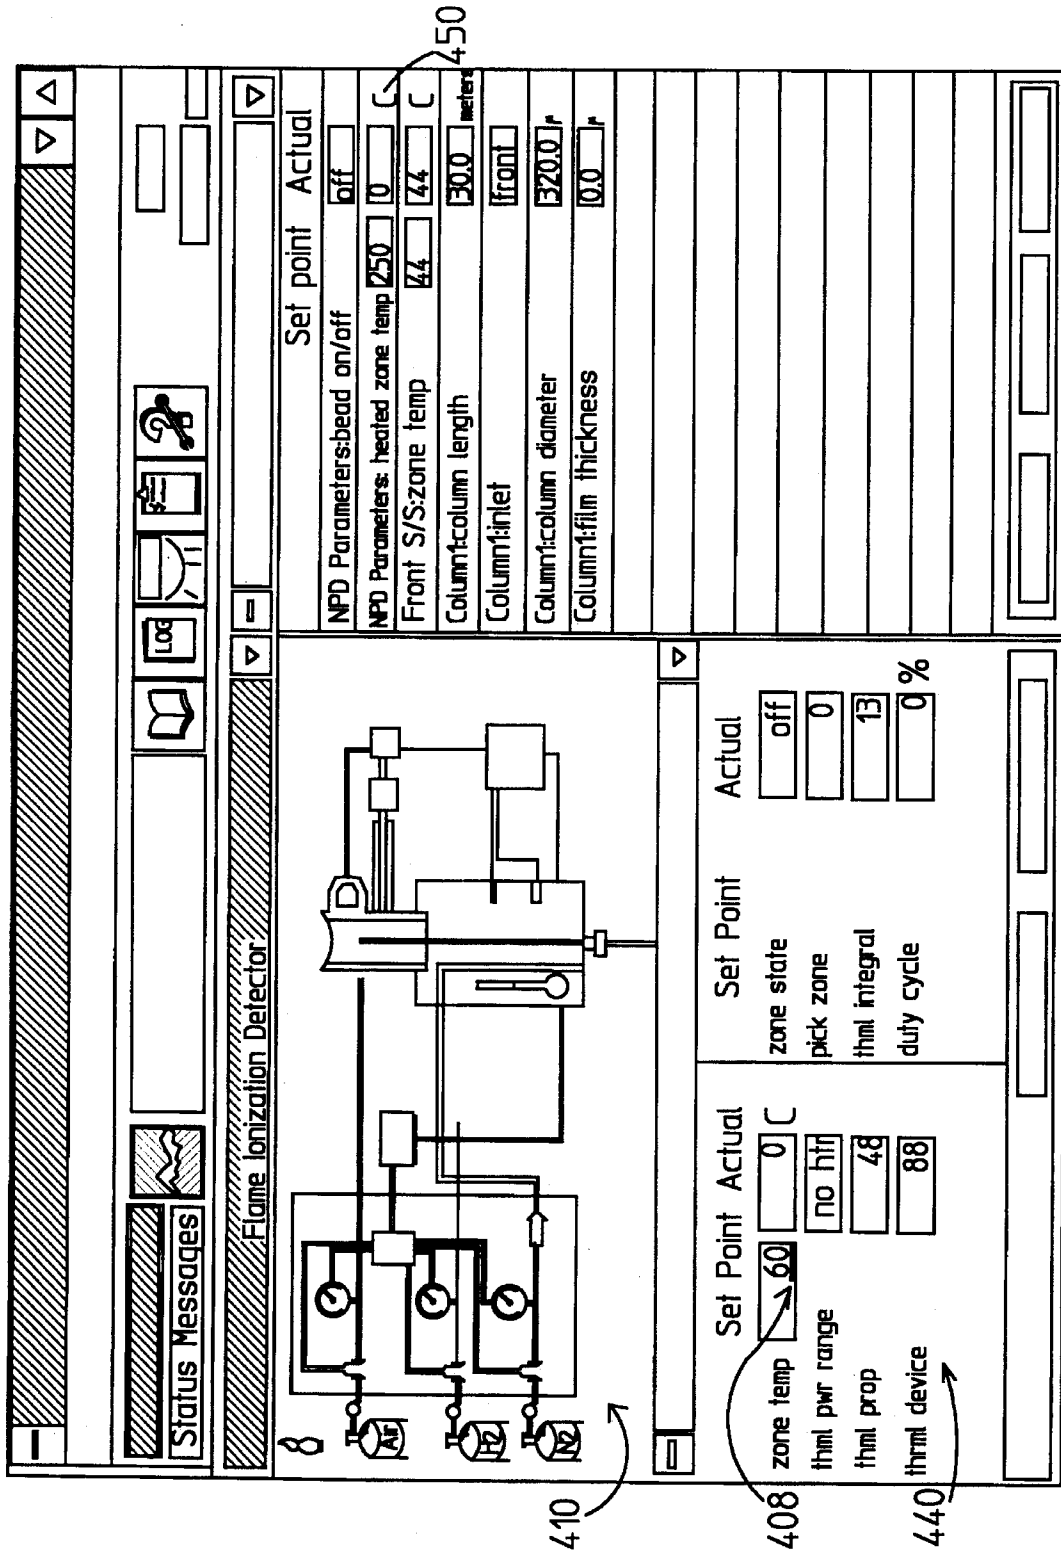 Status Messages
LOG
Flame Ionization Detector
Air
H2
N2
Set point Actual
NPD Parameters:bead on/off off
NPD Parameters: heated zone temp 250 0 C
Front S/S:zone temp 44 44 C
Column1:column length 30.0 meters
Column1:inlet front
Column1:column diameter 320.0
Column1:film thickness 0.0
Set Point Actual
zone temp 60 0 C
thml pwr range no htr
thml prop 48
thrml device 88
Set Point Actual
zone state off
pick zone 0
thml integral 13
duty cycle 0 %
410
408
440
450